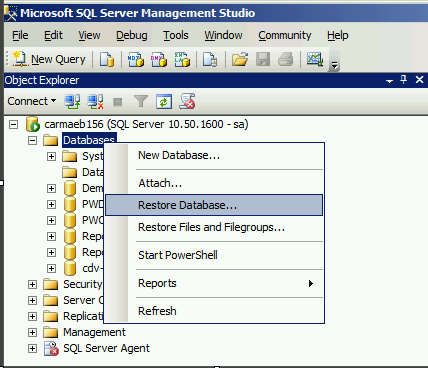 Microsoft SQL Server Management Studio
File Edit View Debug Tools Window Community Help
New Query
Object Explorer
Connect
carmaeb156 (SQL Server 10.50.1600 - sa)
Databases
Syst
New Database...
Data
Attach...
Dem
PWD
Restore Database...
PWC
Restore Files and Filegroups...
Repo
Repo
Start PowerShell
cdv-
Security
Reports
Server O
Replicati
Refresh
Management
SQL Server Agent